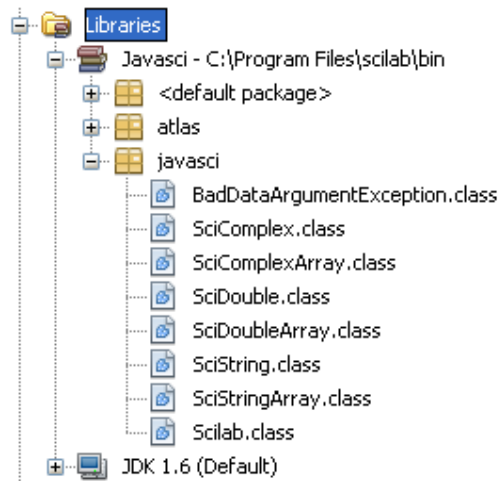 Libraries
Javasci - C:\Program Files\scilab\bin
<default package>
atlas
javasci
BadDataArgumentException.class
SciComplex.class
SciComplexArray.class
SciDouble.class
SciDoubleArray.class
SciString.class
SciStringArray.class
Scilab.class
JDK 1.6 (Default)